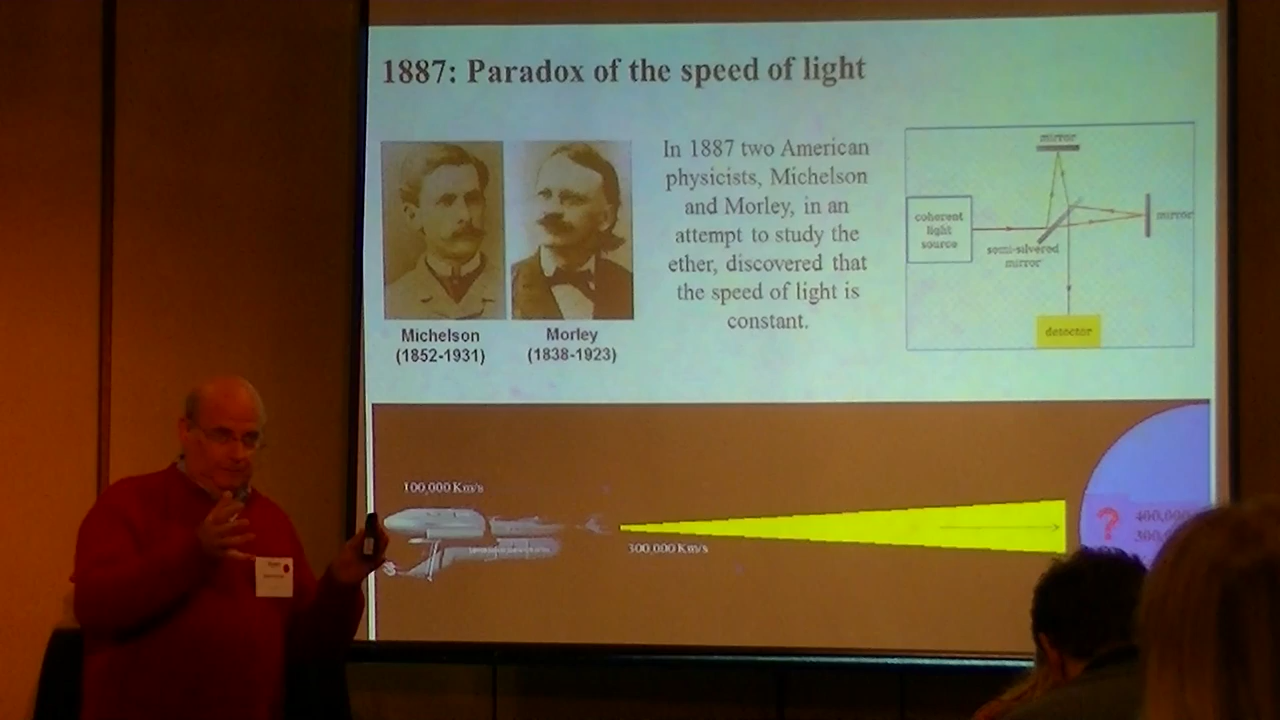 1887: Paradox of the speed of light
In 1887 two American
physicists, Michelson
and Morley, in an
attempt to study the
ether, discovered that
the speed of light is
constant.
Michelson
(1852-1931)
Morley
(1838-1923)
mirror
coherent
light
source
semi-silvered
mirror
mirror
detector
100,000 Km/s
300,000 Km/s
?